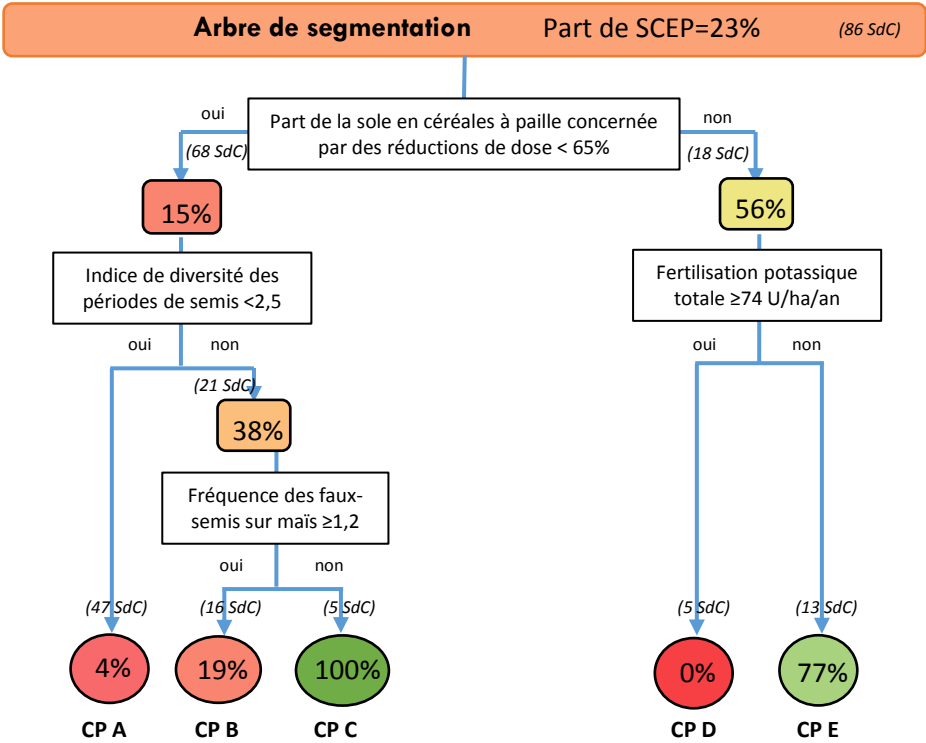 Arbre de segmentation Part de SCEP=23% (86 SdC)
oui
non
Part de la sole en céréales à paille concernée
par des réductions de dose < 65%
(68 SdC)
(18 SdC)
15%
56%
Indice de diversité des
périodes de semis <2,5
Fertilisation potassique
totale ≥74 U/ha/an
oui non
oui non
(21 SdC)
38%
Fréquence des faux-
semis sur maïs ≥1,2
oui non
(47 SdC) (16 SdC) (5 SdC) (5 SdC) (13 SdC)
4% 19% 100% 0% 77%
CP A CP B CP C CP D CP E